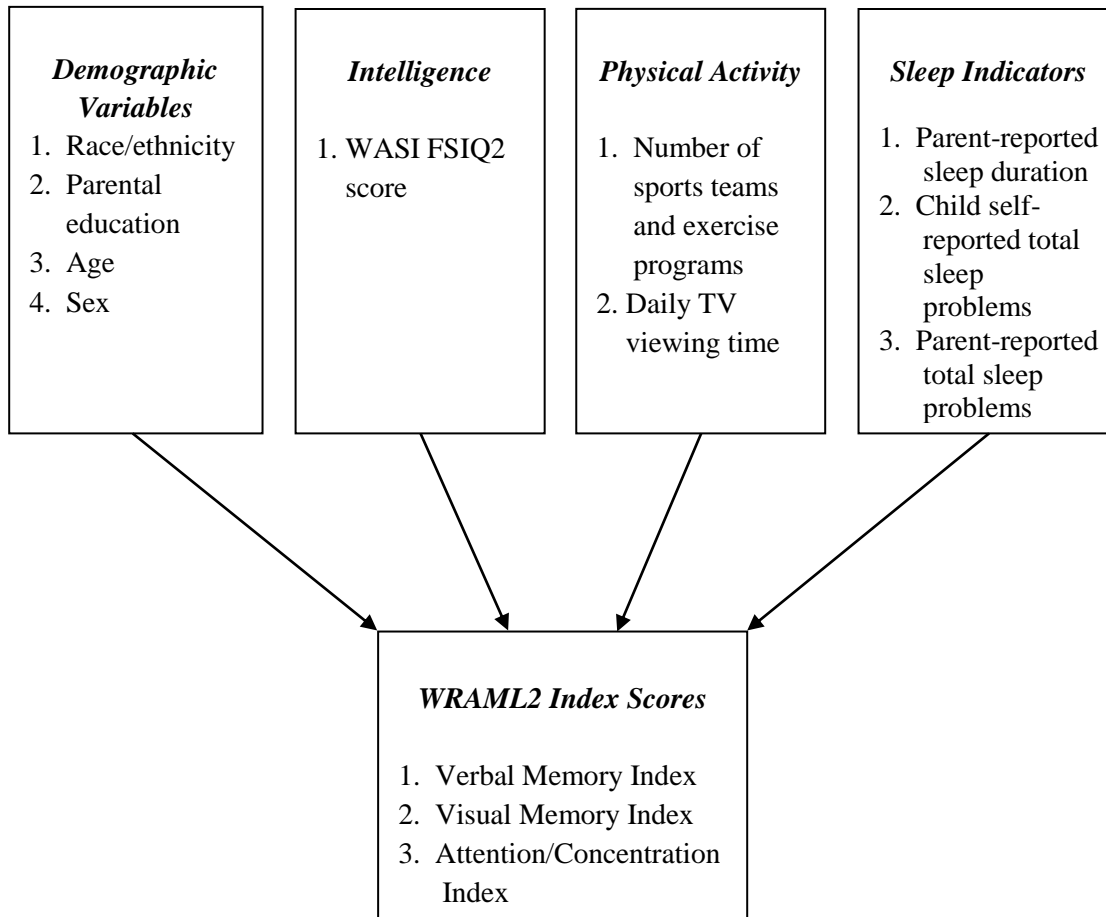 Demographic
Variables
1. Race/ethnicity
2. Parental
education
3. Age
4. Sex
Intelligence
1. WASI FSIQ2
score
Physical Activity
1. Number of
sports teams
and exercise
programs
2. Daily TV
viewing time
Sleep Indicators
1. Parent-reported
sleep duration
2. Child self-
reported total
sleep
problems
3. Parent-reported
total sleep
problems
WRAML2 Index Scores
1. Verbal Memory Index
2. Visual Memory Index
3. Attention/Concentration
Index